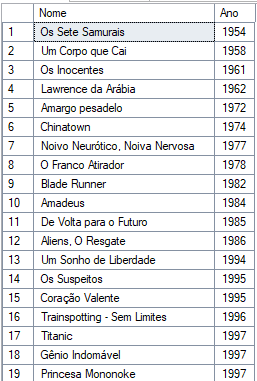 Nome Ano
1 Os Sete Samurais 1954
2 Um Corpo que Cai 1958
3 Os Inocentes 1961
4 Lawrence da Arábia 1962
5 Amargo pesadelo 1972
6 Chinatown 1974
7 Noivo Neurótico, Noiva Nervosa 1977
8 O Franco Atirador 1978
9 Blade Runner 1982
10 Amadeus 1984
11 De Volta para o Futuro 1985
12 Aliens, O Resgate 1986
13 Um Sonho de Liberdade 1994
14 Os Suspeitos 1995
15 Coração Valente 1995
16 Trainspotting - Sem Limites 1996
17 Titanic 1997
18 Gênio Indomável 1997
19 Princesa Mononoke 1997